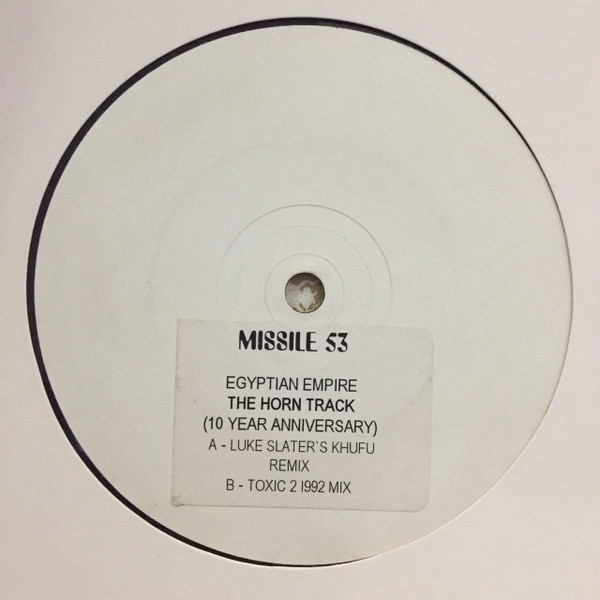 MISSILE 53
EGYPTIAN EMPIRE
THE HORN TRACK
(10 YEAR ANNIVERSARY)
A - LUKE SLATER`S KHUFU
REMIX
B - TOXIC 2 I992 MIX